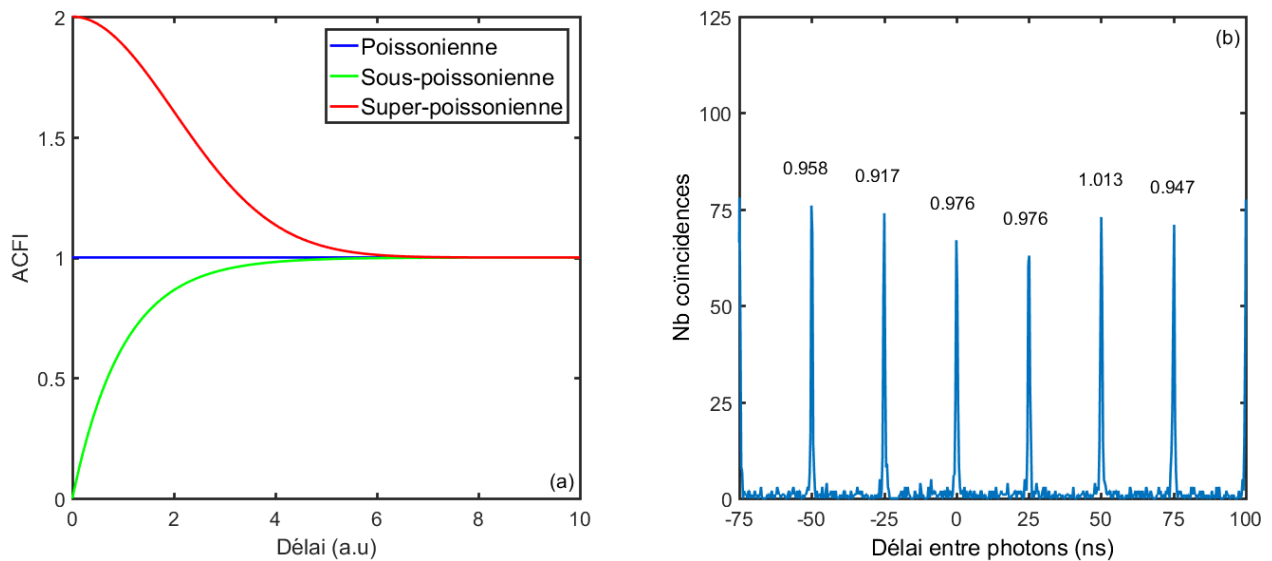 2
1.5
1
0.5
0
ACFI
0 2 4 6 8 10
Délai (a.u)
Poissonienne
Sous-poissonienne
Super-poissonienne
(a)
125
100
75
50
25
0
Nb coïncidences
-75 -50 -25 0 25 50 75 100
Délai entre photons (ns)
0.958
0.917
0.976
0.976
1.013
0.947
(b)